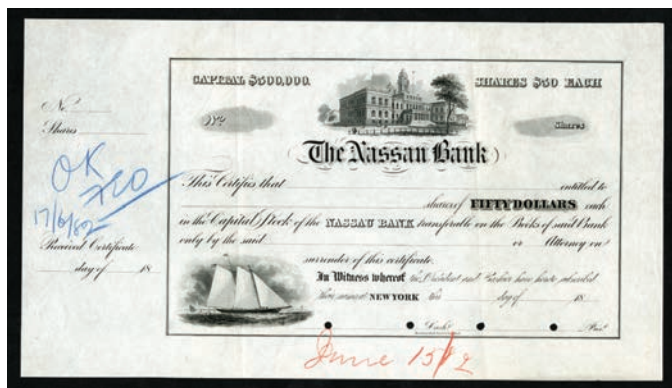 CAPITAL $500,000.
SHARES $50 EACH
Nº
Shares
Nº
Shares
The Nassau Bank
This Certifies that entitled to
shares of FIFTY DOLLARS each
in the Capital Stock of the NASSAU BANK transferable on the Books of said Bank
only by the said or Attorney on
surrender of this certificate.
In Witness whereof the President and Cashier have hereto subscribed
their names at NEW YORK this day of 18
Cashr. Prest.
OK
17/6/82
Received Certificate
day of 18
June 15/82